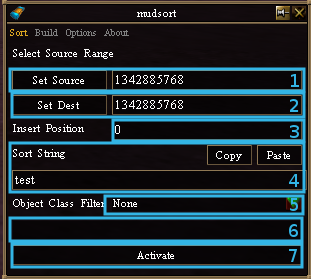 mudsort
Sort Build Options About
Select Source Range
Set Source 1342885768 1
Set Dest 1342885768 2
Insert Position 0 3
Sort String Copy Paste
test 4
Object Class Filter None 5
6
Activate 7